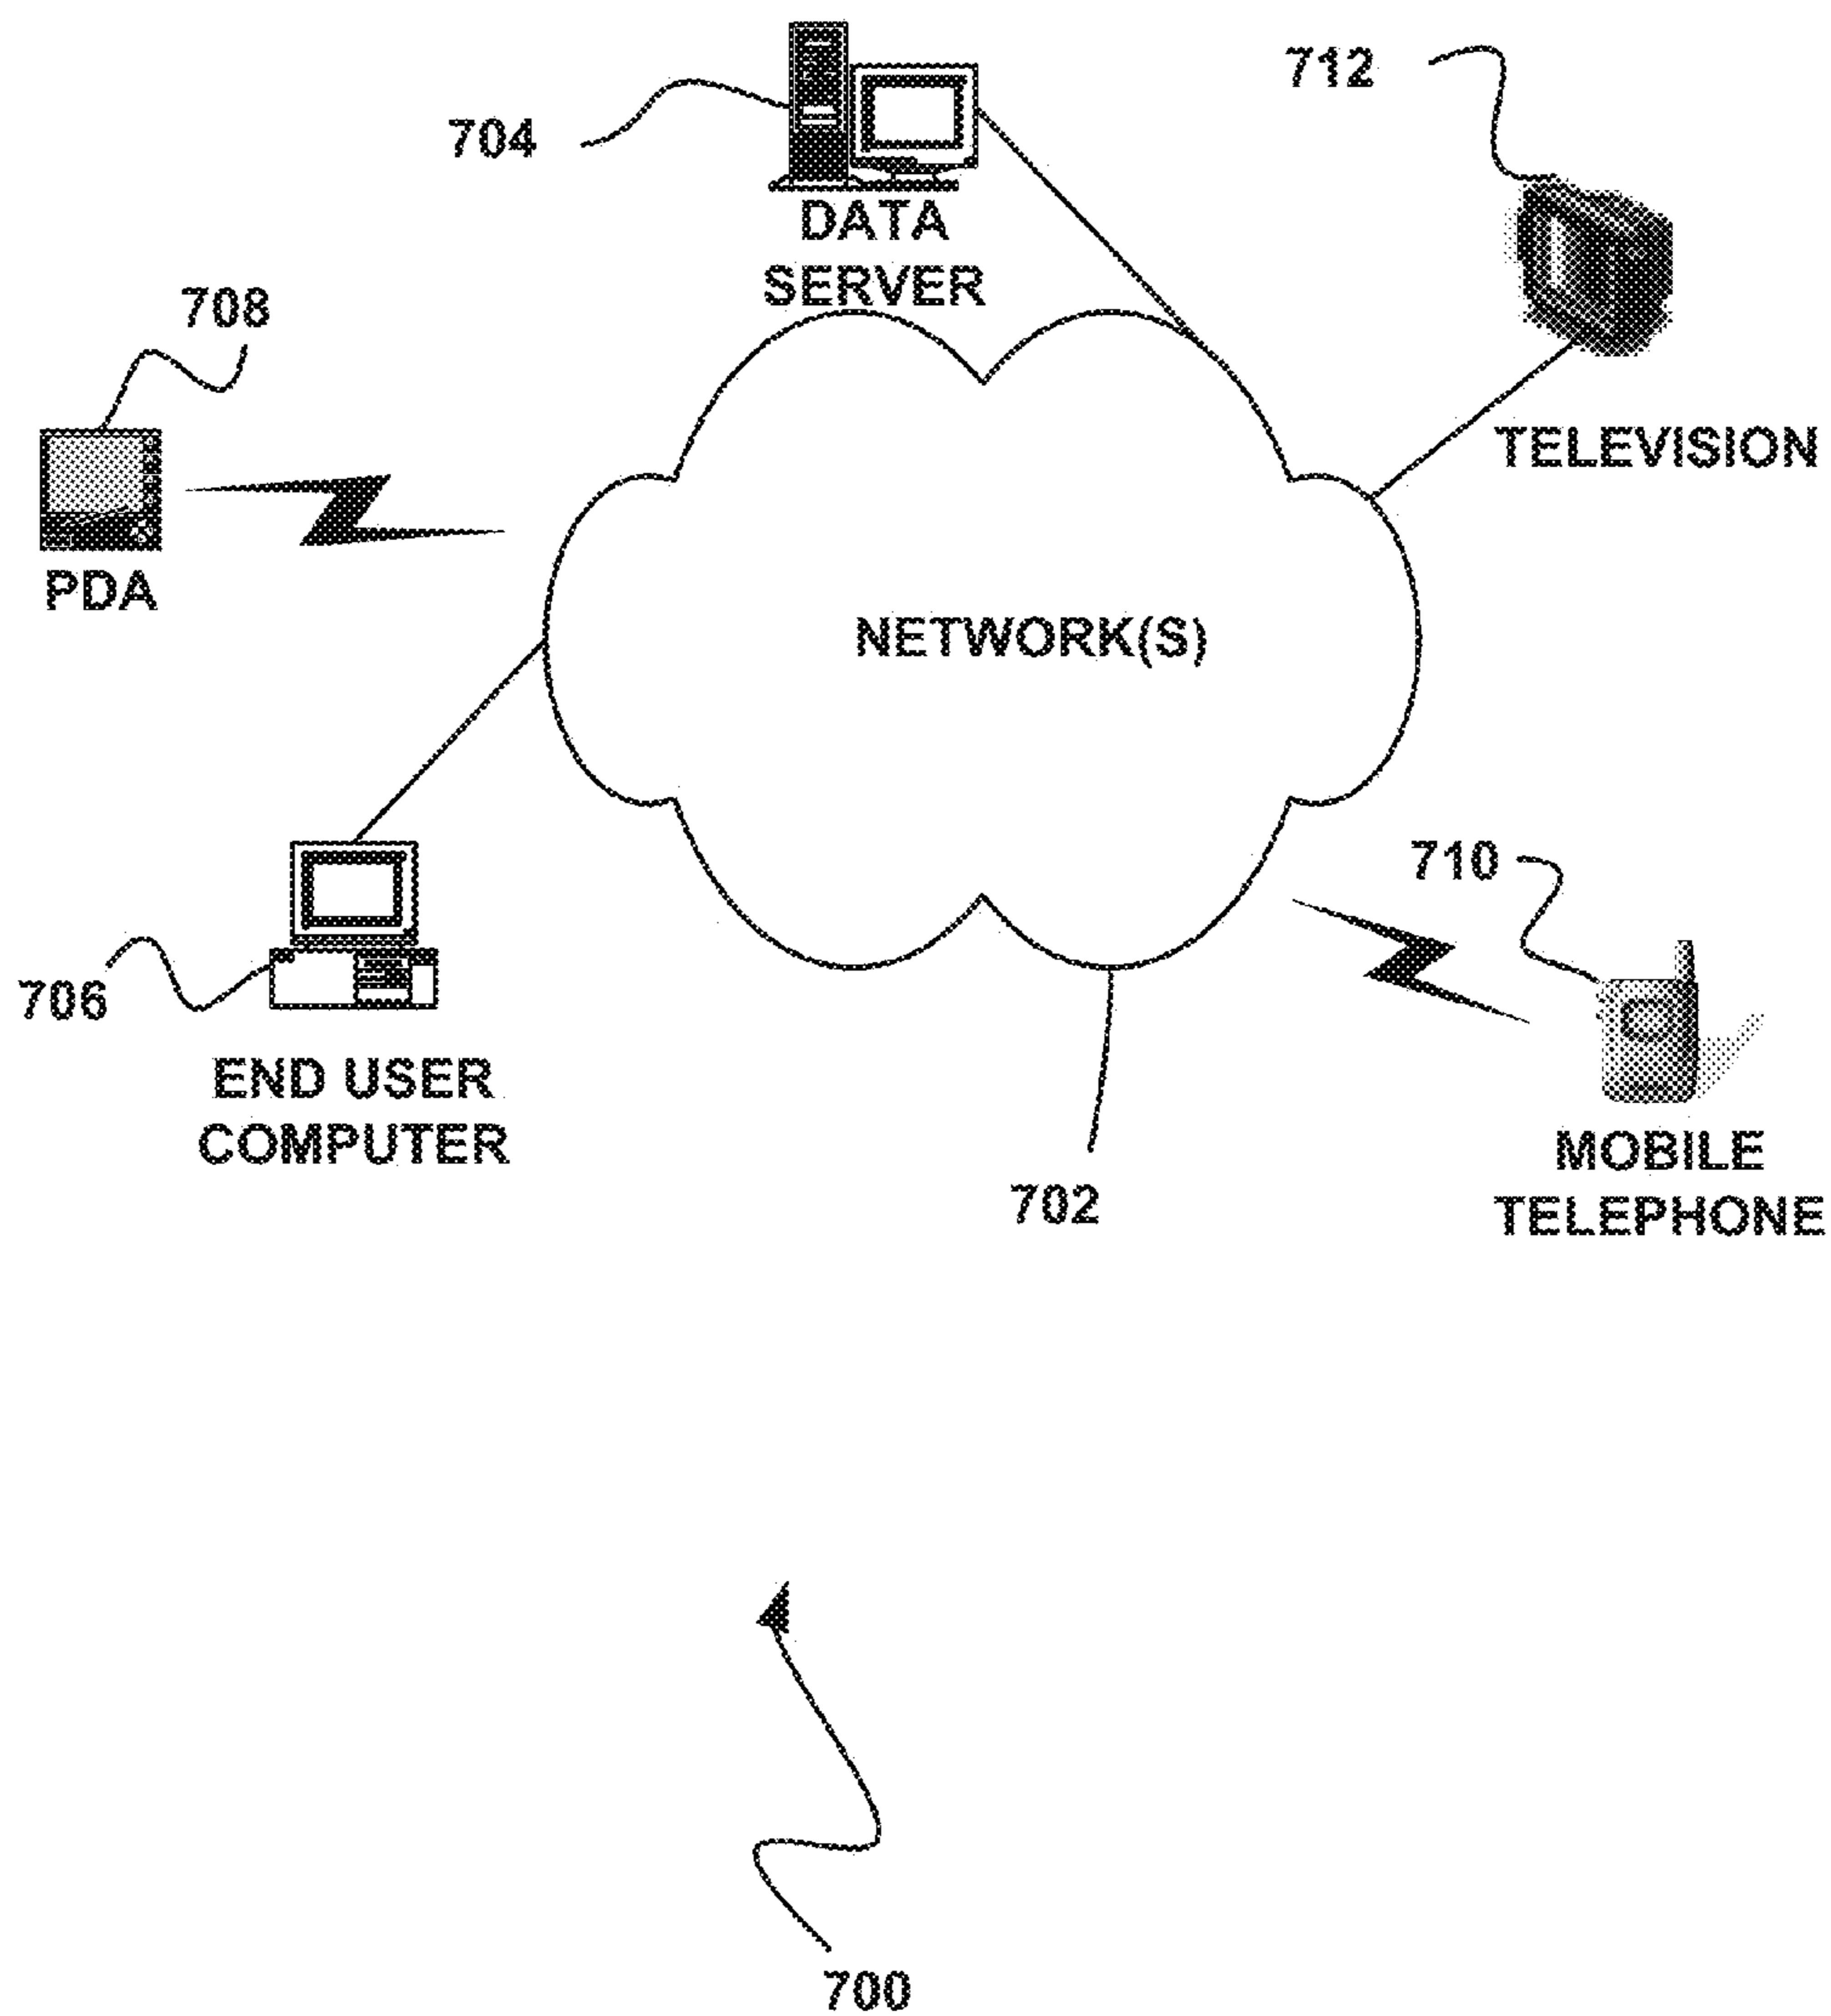 704
DATA
SERVER
712
TELEVISION
708
PDA
NETWORK(S)
706
END USER
COMPUTER
710
MOBILE
TELEPHONE
702
700